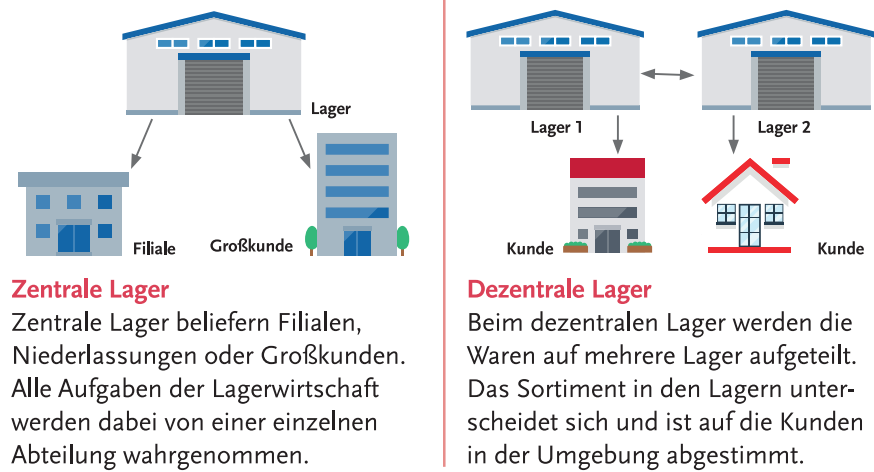 Lager
Filiale
Großkunde
Zentrale Lager
Zentrale Lager beliefern Filialen,
Niederlassungen oder Großkunden.
Alle Aufgaben der Lagerwirtschaft
werden dabei von einer einzelnen
Abteilung wahrgenommen.
Lager 1
Lager 2
Kunde
Kunde
Dezentrale Lager
Beim dezentralen Lager werden die
Waren auf mehrere Lager aufgeteilt.
Das Sortiment in den Lagern unter-
scheidet sich und ist auf die Kunden
in der Umgebung abgestimmt.